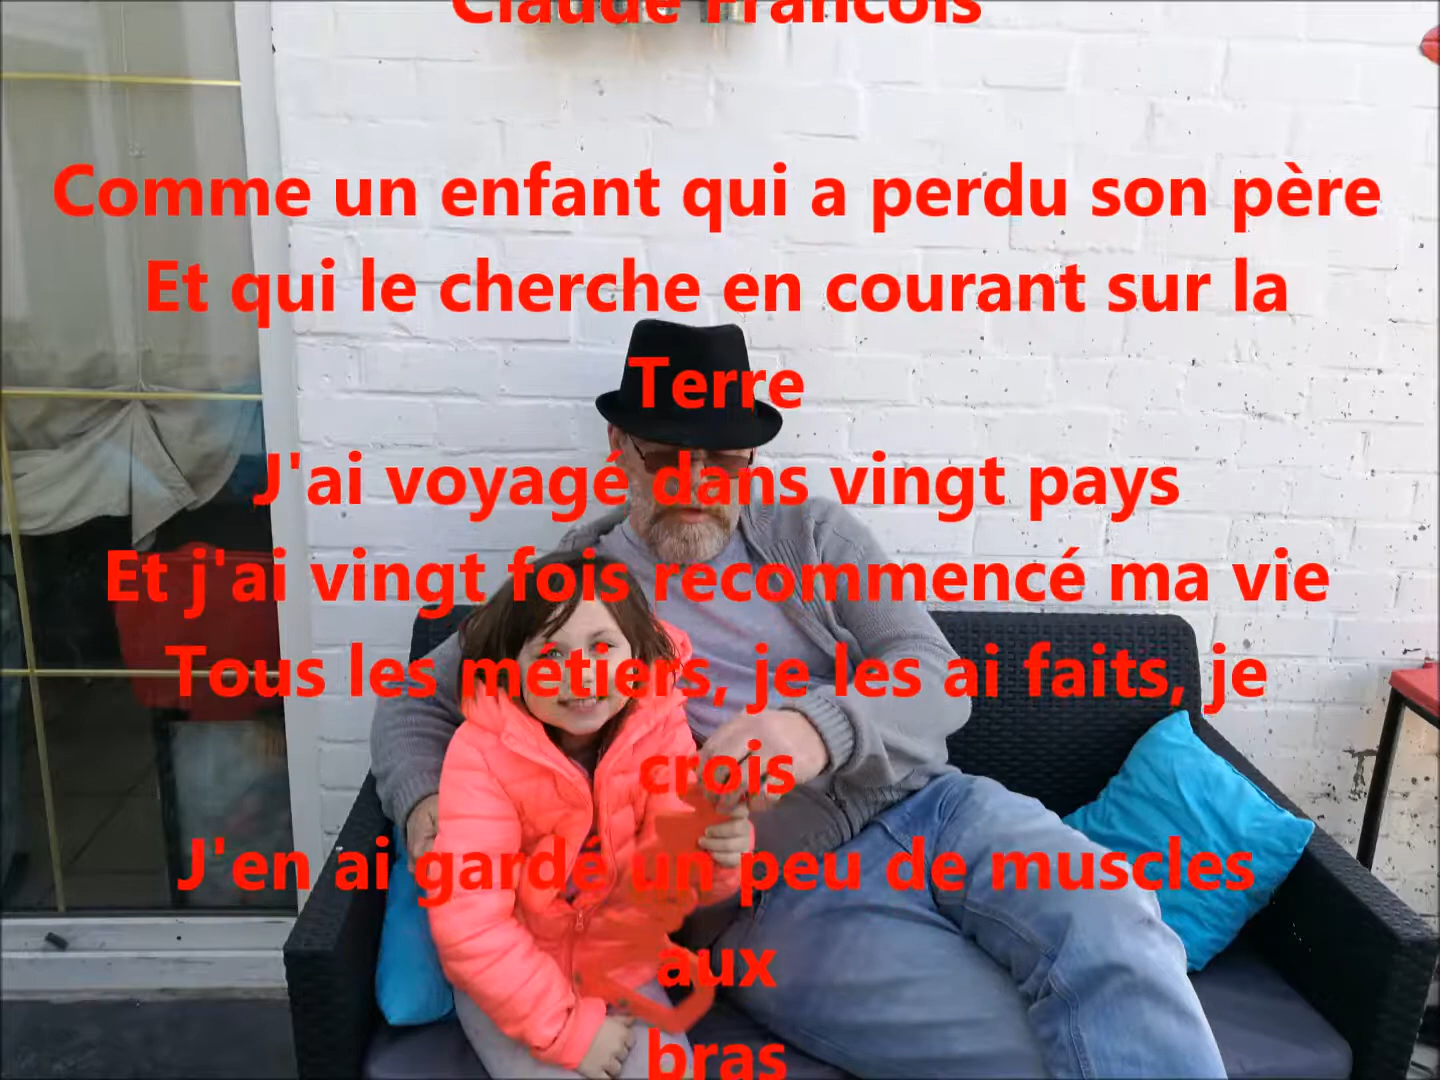 Claude Francois
Comme un enfant qui a perdu son père
Et qui le cherche en courant sur la
Terre
J'ai voyagé dans vingt pays
Et j'ai vingt fois recommencé ma vie
Tous les métiers, je les ai faits, je
crois
J'en ai gardé un peu de muscles
aux
bras